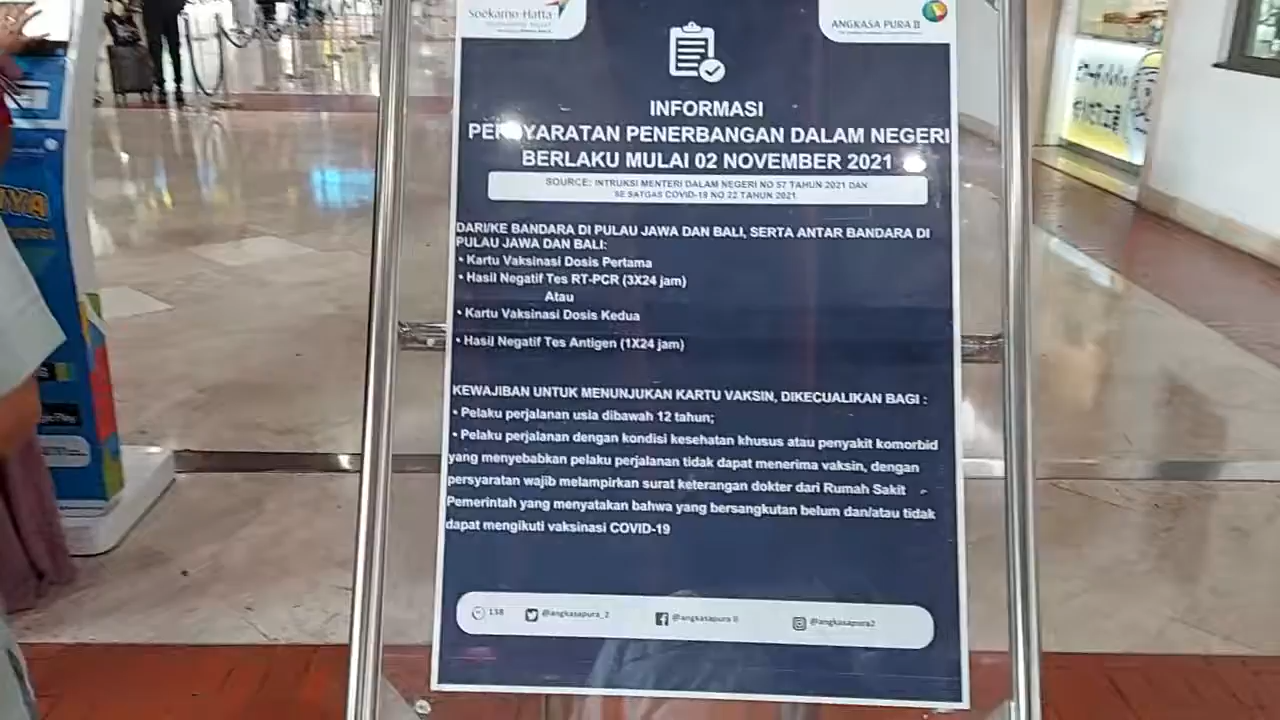 Soekarno-Hatta
ANGKASA PURA II
INFORMASI
PERSYARATAN PENERBANGAN DALAM NEGERI
BERLAKU MULAI 02 NOVEMBER 2021
SOURCE: INTRUKSI MENTERI DALAM NEGERI NO 57 TAHUN 2021 DAN
SE SATGAS COVID-19 NO 22 TAHUN 2021
DARI/KE BANDARA DI PULAU JAWA DAN BALI, SERTA ANTAR BANDARA DI
PULAU JAWA DAN BALI:
• Kartu Vaksinasi Dosis Pertama
• Hasil Negatif Tes RT-PCR (3X24 jam)
Atau
• Kartu Vaksinasi Dosis Kedua
• Hasil Negatif Tes Antigen (1X24 jam)
KEWAJIBAN UNTUK MENUNJUKAN KARTU VAKSIN, DIKECUALIKAN BAGI :
• Pelaku perjalanan usia dibawah 12 tahun;
• Pelaku perjalanan dengan kondisi kesehatan khusus atau penyakit komorbid
yang menyebabkan pelaku perjalanan tidak dapat menerima vaksin, dengan
persyaratan wajib melampirkan surat keterangan dokter dari Rumah Sakit
Pemerintah yang menyatakan bahwa yang bersangkutan belum dan/atau tidak
dapat mengikuti vaksinasi COVID-19
138 @angkasapura_2 @angkasapura II @angkasapura2